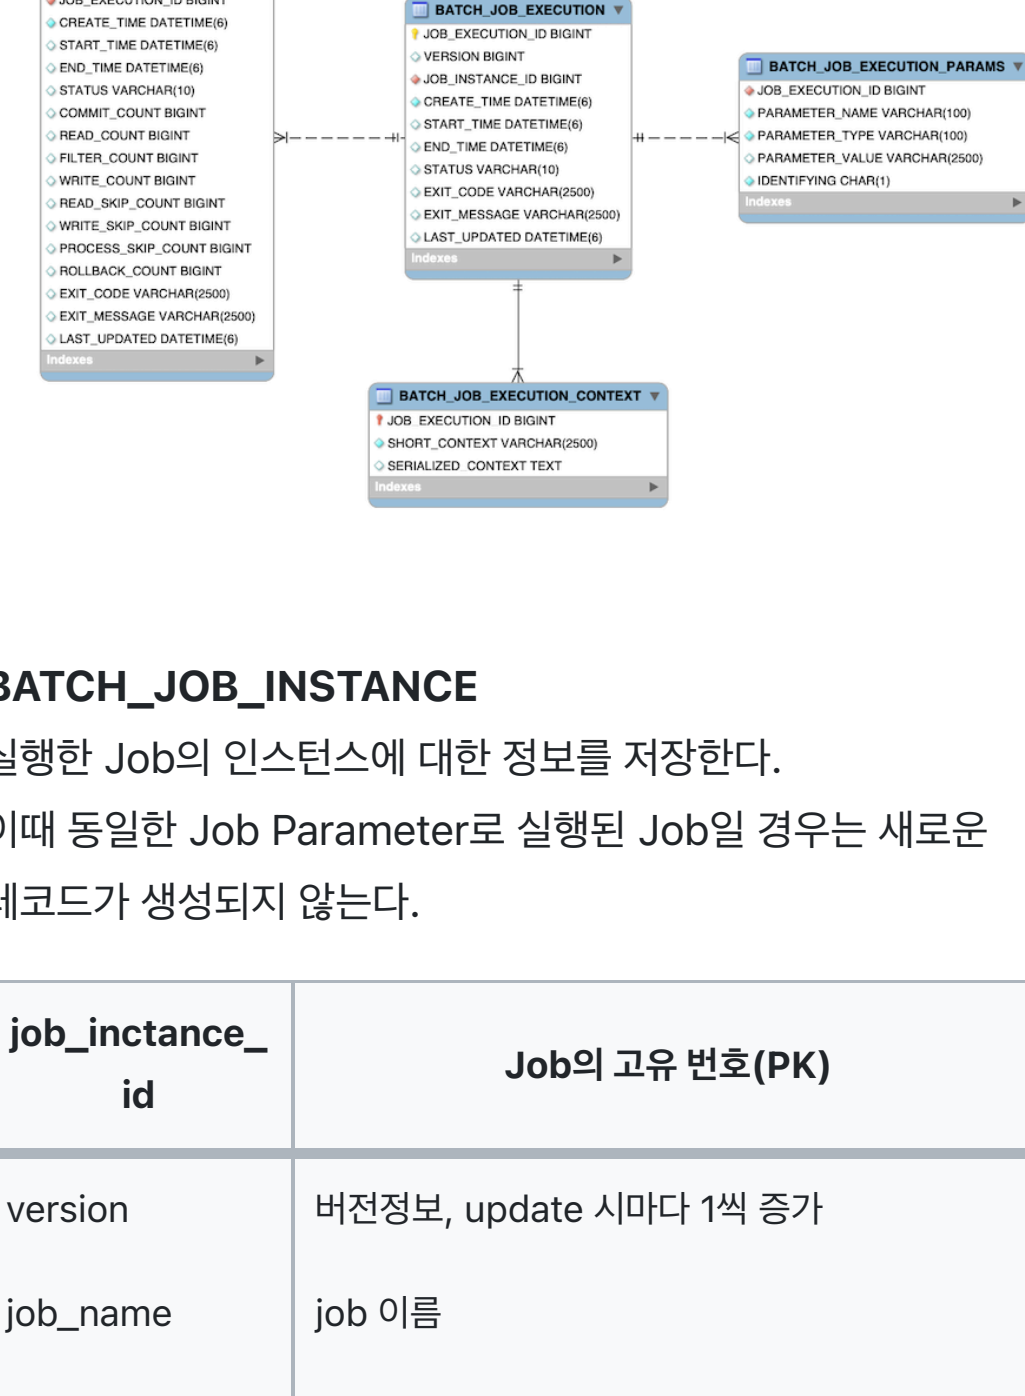 JOB_EXECUTION_ID BIGINT
CREATE_TIME DATETIME(6)
START_TIME DATETIME(6)
END_TIME DATETIME(6)
STATUS VARCHAR(10)
COMMIT_COUNT BIGINT
READ_COUNT BIGINT
FILTER_COUNT BIGINT
WRITE_COUNT BIGINT
READ_SKIP_COUNT BIGINT
WRITE_SKIP_COUNT BIGINT
PROCESS_SKIP_COUNT BIGINT
ROLLBACK_COUNT BIGINT
EXIT_CODE VARCHAR(2500)
EXIT_MESSAGE VARCHAR(2500)
LAST_UPDATED DATETIME(6)
Indexes
BATCH_JOB_EXECUTION
JOB_EXECUTION_ID BIGINT
VERSION BIGINT
JOB_INSTANCE_ID BIGINT
CREATE_TIME DATETIME(6)
START_TIME DATETIME(6)
END_TIME DATETIME(6)
STATUS VARCHAR(10)
EXIT_CODE VARCHAR(2500)
EXIT_MESSAGE VARCHAR(2500)
LAST_UPDATED DATETIME(6)
Indexes
BATCH_JOB_EXECUTION_PARAMS
JOB_EXECUTION_ID BIGINT
PARAMETER_NAME VARCHAR(100)
PARAMETER_TYPE VARCHAR(100)
PARAMETER_VALUE VARCHAR(2500)
IDENTIFYING CHAR(1)
Indexes
BATCH_JOB_EXECUTION_CONTEXT
JOB_EXECUTION_ID BIGINT
SHORT_CONTEXT VARCHAR(2500)
SERIALIZED_CONTEXT TEXT
Indexes
BATCH_JOB_INSTANCE
실행한 Job의 인스턴스에 대한 정보를 저장한다.
이때 동일한 Job Parameter로 실행된 Job일 경우는 새로운
레코드가 생성되지 않는다.
job_inctance_
id
Job의 고유 번호(PK)
version
버전정보, update 시마다 1씩 증가
job_name
job 이름